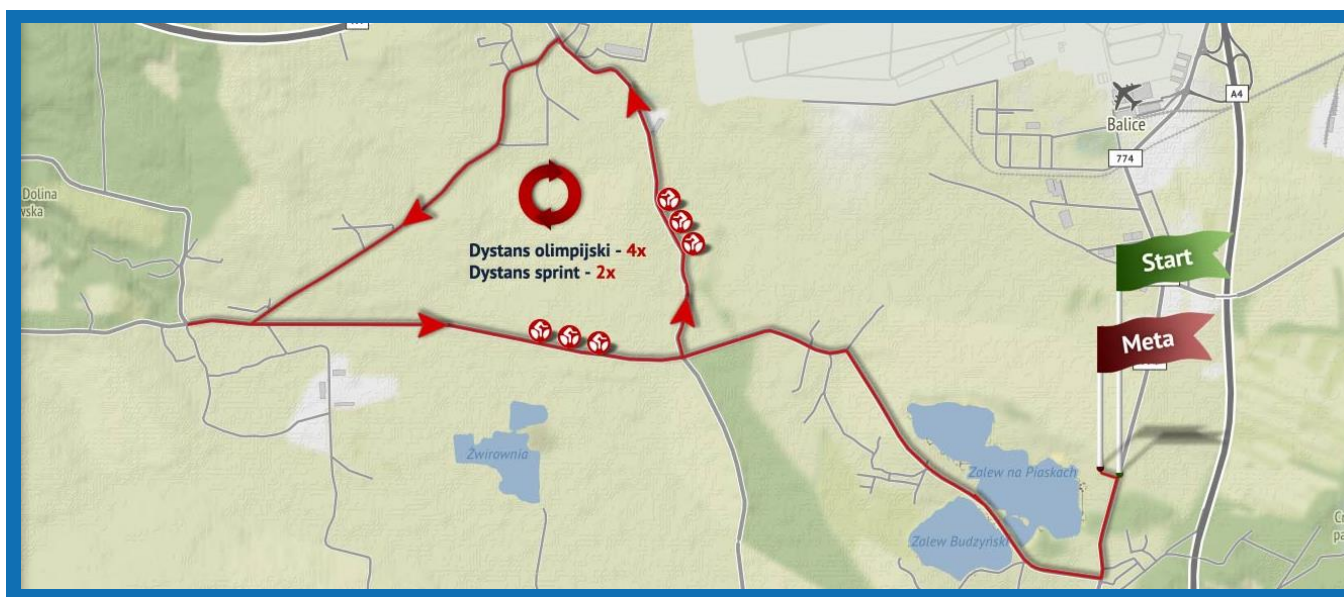 A4
Balice
774
Dolina
wska
Dystans olimpijski - 4x
Dystans sprint - 2x
Start
Meta
Żwirownia
Zalew na Piaskach
Zalew Budzyński